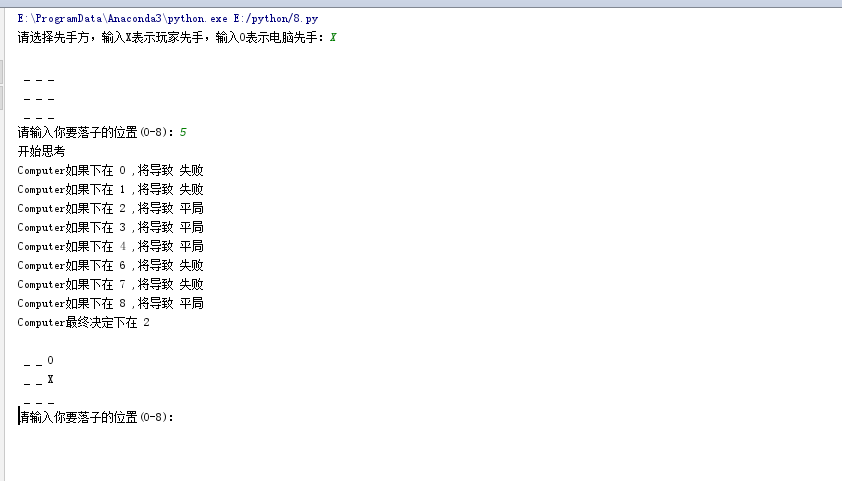 E:\ProgramData\Anaconda3\python.exe E:/python/8.py
请选择先手方，输入X表示玩家先手，输入O表示电脑先手：X
_ _ _
_ _ _
_ _ _
请输入你要落子的位置(0-8)：5
开始思考
Computer如果下在 0 ,将导致 失败
Computer如果下在 1 ,将导致 失败
Computer如果下在 2 ,将导致 平局
Computer如果下在 3 ,将导致 平局
Computer如果下在 4 ,将导致 平局
Computer如果下在 6 ,将导致 失败
Computer如果下在 7 ,将导致 失败
Computer如果下在 8 ,将导致 平局
Computer最终决定下在 2
_ _ O
_ _ X
_ _ _
请输入你要落子的位置(0-8)：